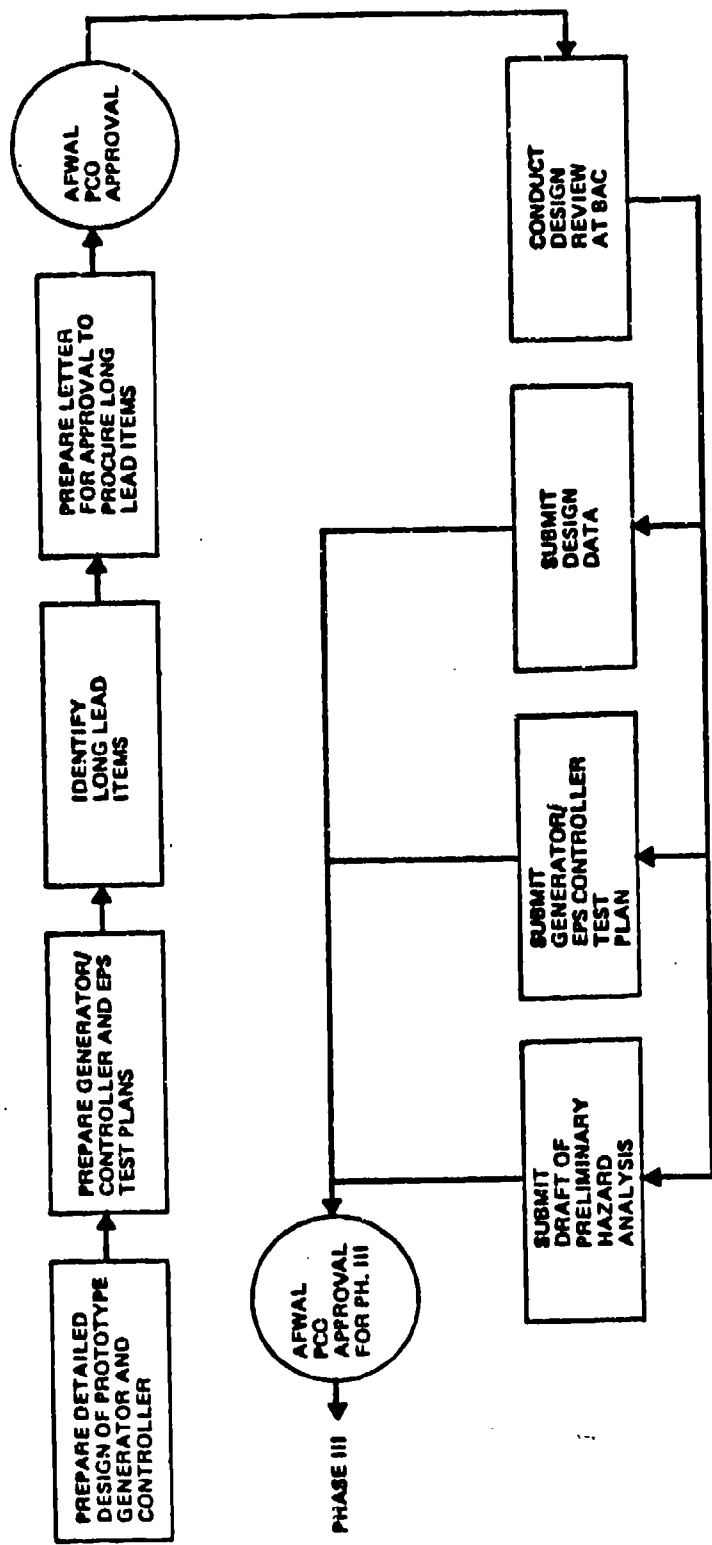 PREPARE DETAILED
DESIGN OF PROTOTYPE
GENERATOR AND
CONTROLLER
PREPARE GENERATOR/
CONTROLLER AND EPS
TEST PLANS
IDENTIFY
LONG LEAD
ITEMS
PREPARE LETTER
FOR APPROVAL TO
PROCURE LONG
LEAD ITEMS
AFWAL
PCO
APPROVAL
CONDUCT
DESIGN
REVIEW
AT BAC
SUBMIT
DESIGN
DATA
SUBMIT
GENERATOR/
EPS CONTROLLER
TEST
PLAN
SUBMIT
DRAFT OF
PRELIMINARY
HAZARD
ANALYSIS
AFWAL
PCO
APPROVAL
FOR PH. III
PHASE III